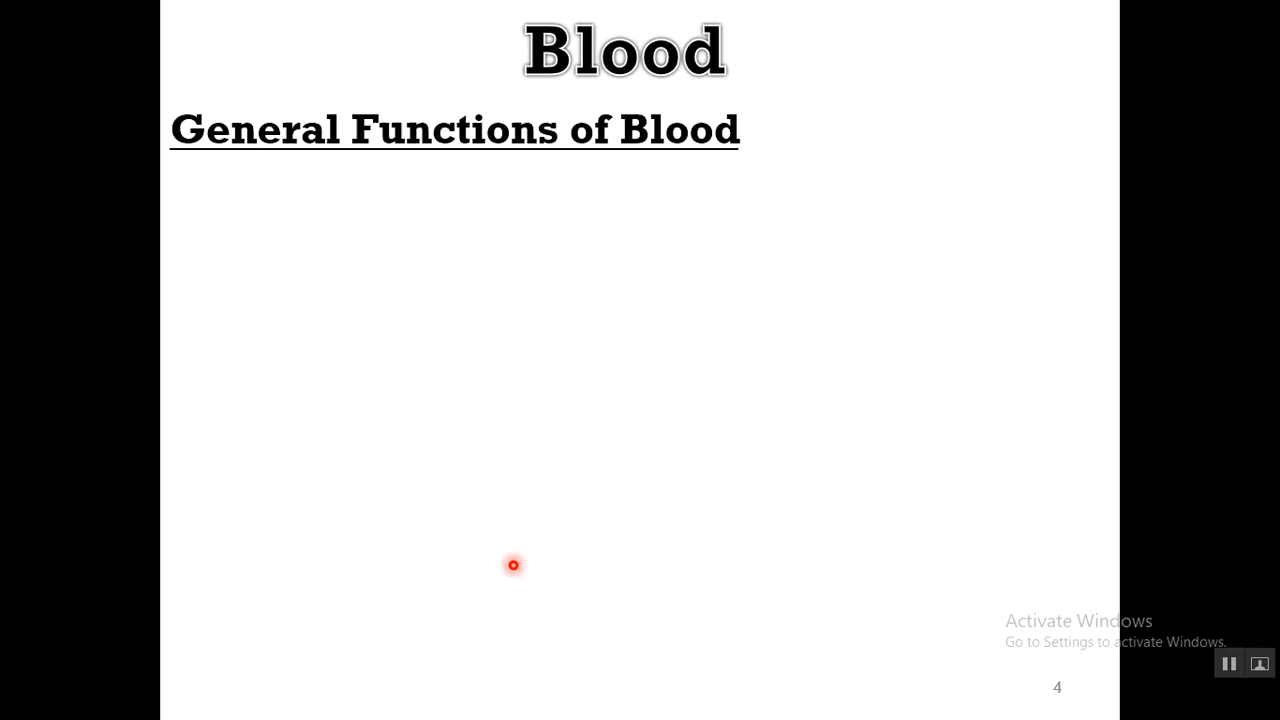 Blood
General Functions of Blood
Activate Windows
Go to Settings to activate Windows.
4